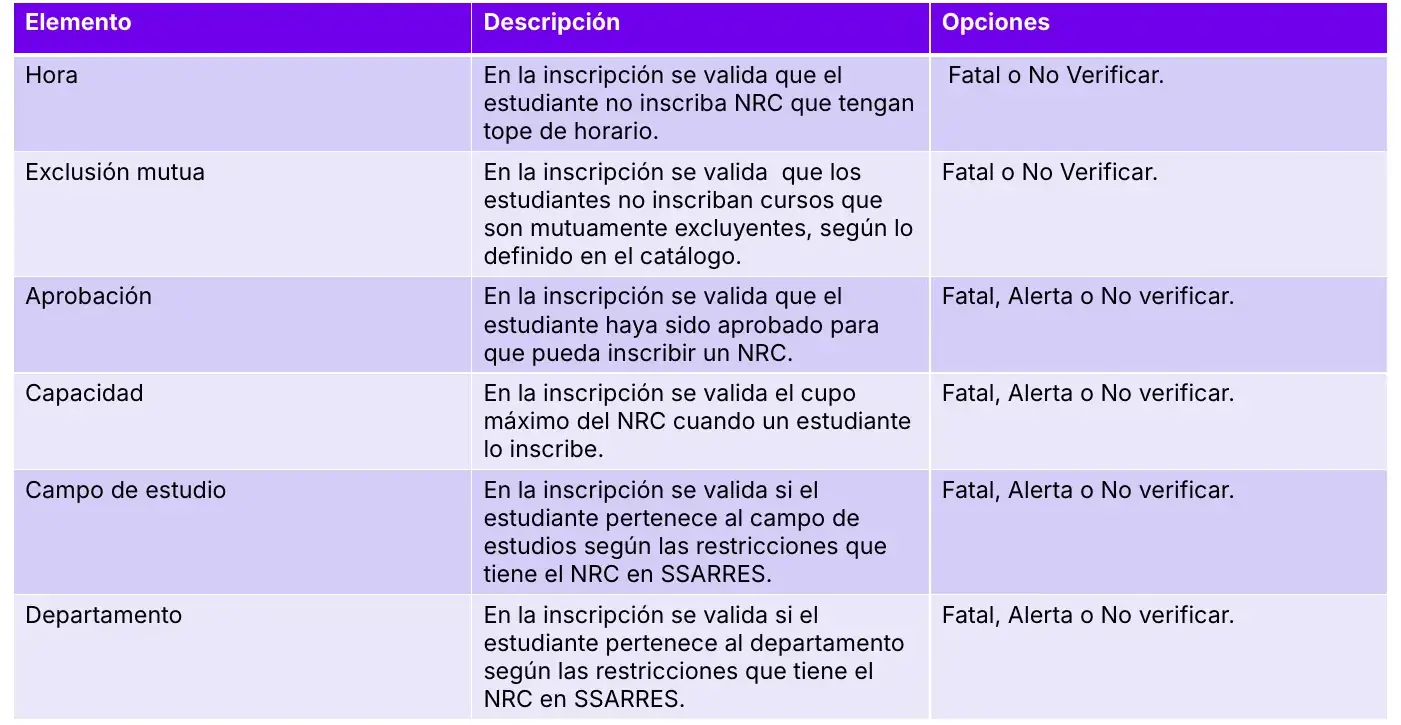 Elemento
Descripción
Opciones
Hora
En la inscripción se valida que el
estudiante no inscriba NRC que tengan
tope de horario.
Fatal o No Verificar.
Exclusión mutua
En la inscripción se valida  que los
estudiantes no inscriban cursos que
son mutuamente excluyentes, según lo
definido en el catálogo.
Fatal o No Verificar.
Aprobación
En la inscripción se valida que el
estudiante haya sido aprobado para
que pueda inscribir un NRC.
Fatal, Alerta o No verificar.
Capacidad
En la inscripción se valida el cupo
máximo del NRC cuando un estudiante
lo inscribe.
Fatal, Alerta o No verificar.
Campo de estudio
En la inscripción se valida si el
estudiante pertenece al campo de
estudios según las restricciones que
tiene el NRC en SSARRES.
Fatal, Alerta o No verificar.
Departamento
En la inscripción se valida si el
estudiante pertenece al departamento
según las restricciones que tiene el
NRC en SSARRES.
Fatal, Alerta o No verificar.